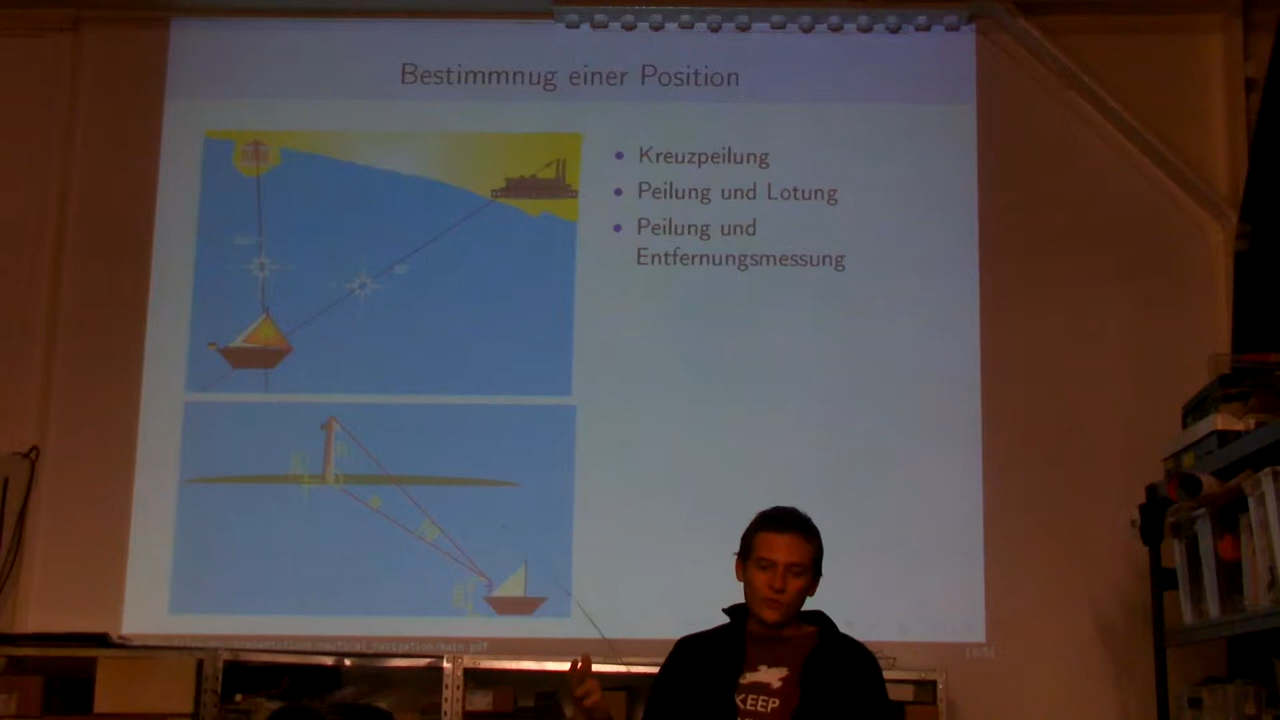 Bestimmnug einer Position
Kreuzpeilung
Peilung und Lotung
Peilung und
Entfernungsmessung
KEEP